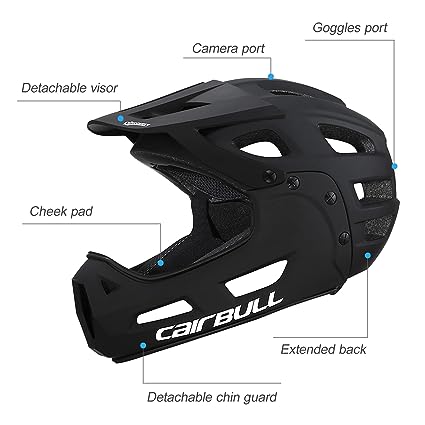 Goggles port
Camera port
Detachable visor
Cheek pad
cairBULL
Extended back
Detachable chin guard